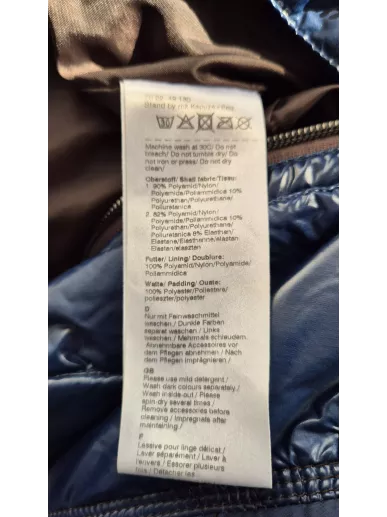 Machine wash at 30C/ Do not
bleach/ Do not tumble dry/ Do
not iron or press/ Do not dry
clean/
Oberstoff/ Shell fabric/Tissu:
1. 90% Polyamid/Nylon/
Polyamide/Poliammidica 10%
Polyurethan/Polyurethane/
Poliuretanica
2. 82% Polyamid/Nylon/
Polyamide/Poliammidica 10%
Polyurethan/Polyurethane/
Poliuretanica 8% Elasthan/
Elastane/Elasthanne/Elastan
Elastan/elasztán
Futter/ Lining/ Doublure:
100% Polyamid/Nylon/Polyamide/
Poliammidica
Watte/ Padding/ Ouate:
100% Polyester/Poliestere/
poliészter/polyester
D
Nur mit Feinwaschmittel
waschen / Dunkle Farben
separat waschen / Links
waschen / Mehrmals schleudern.
Abnehmbare Accessoires vor
dem Pflegen abnehmen / Nach
dem Pflegen imprägnieren /
GB
Please use mild detergent /
Wash dark colours separately /
Wash inside-out / Please
spin-dry several times /
Remove accessories before
cleaning / Impregnate after
maintaining /
F
Lessive pour linge délicat /
Laver séparément / Laver à
l'envers / Essorer plusieurs
fois / Détacher les